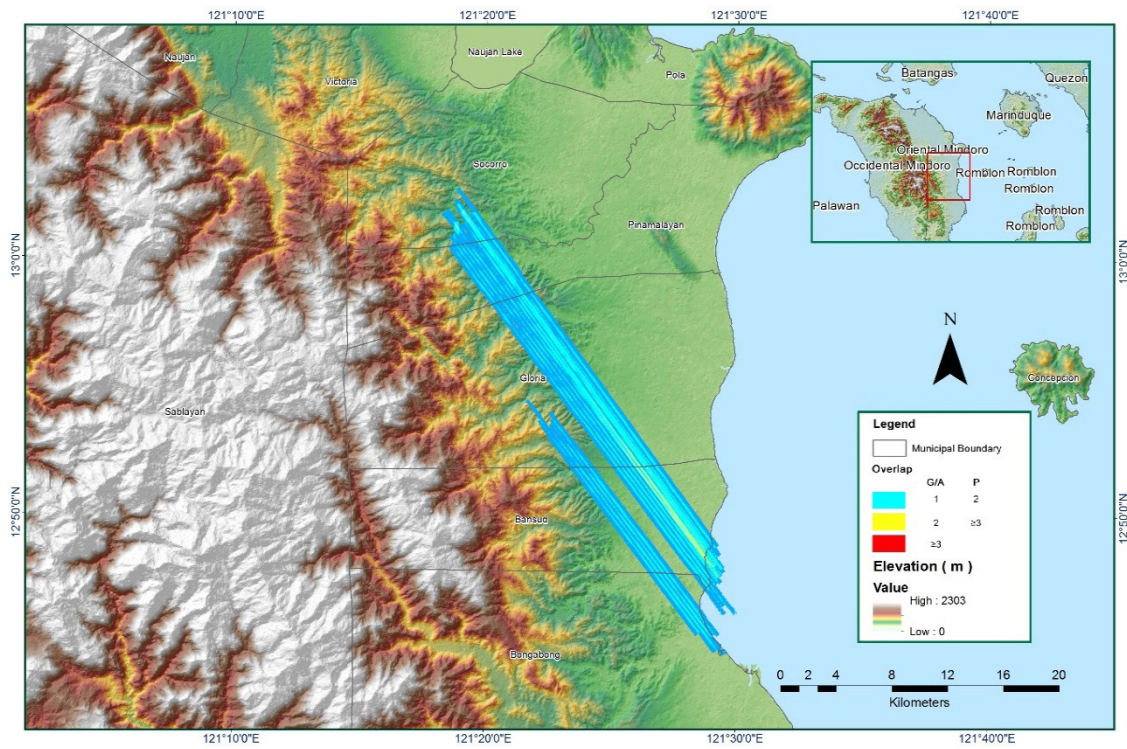 121°10'0"E
121°20'0"E
121°30'0"E
121°40'0"E
Naujan
Naujan Lake
Victoria
Pola
Batangas
Quezon
Marinduque
Oriental Mindoro
Occidental Mindoro
Romblon
Romblon
Romblon
Romblon
Romblon
Palawan
Socorro
Pinamalayan
13°0'0"N
13°0'0"N
N
Gloria
Concepcion
Sablayan
Legend
Municipal Boundary
Overlap
G/A P
1 2
2 ≥3
≥3
Elevation ( m )
Value
High : 2303
Low : 0
12°50'0"N
12°50'0"N
Bansud
Bongabong
0 2 4 8 12 16 20
Kilometers
121°10'0"E
121°20'0"E
121°30'0"E
121°40'0"E